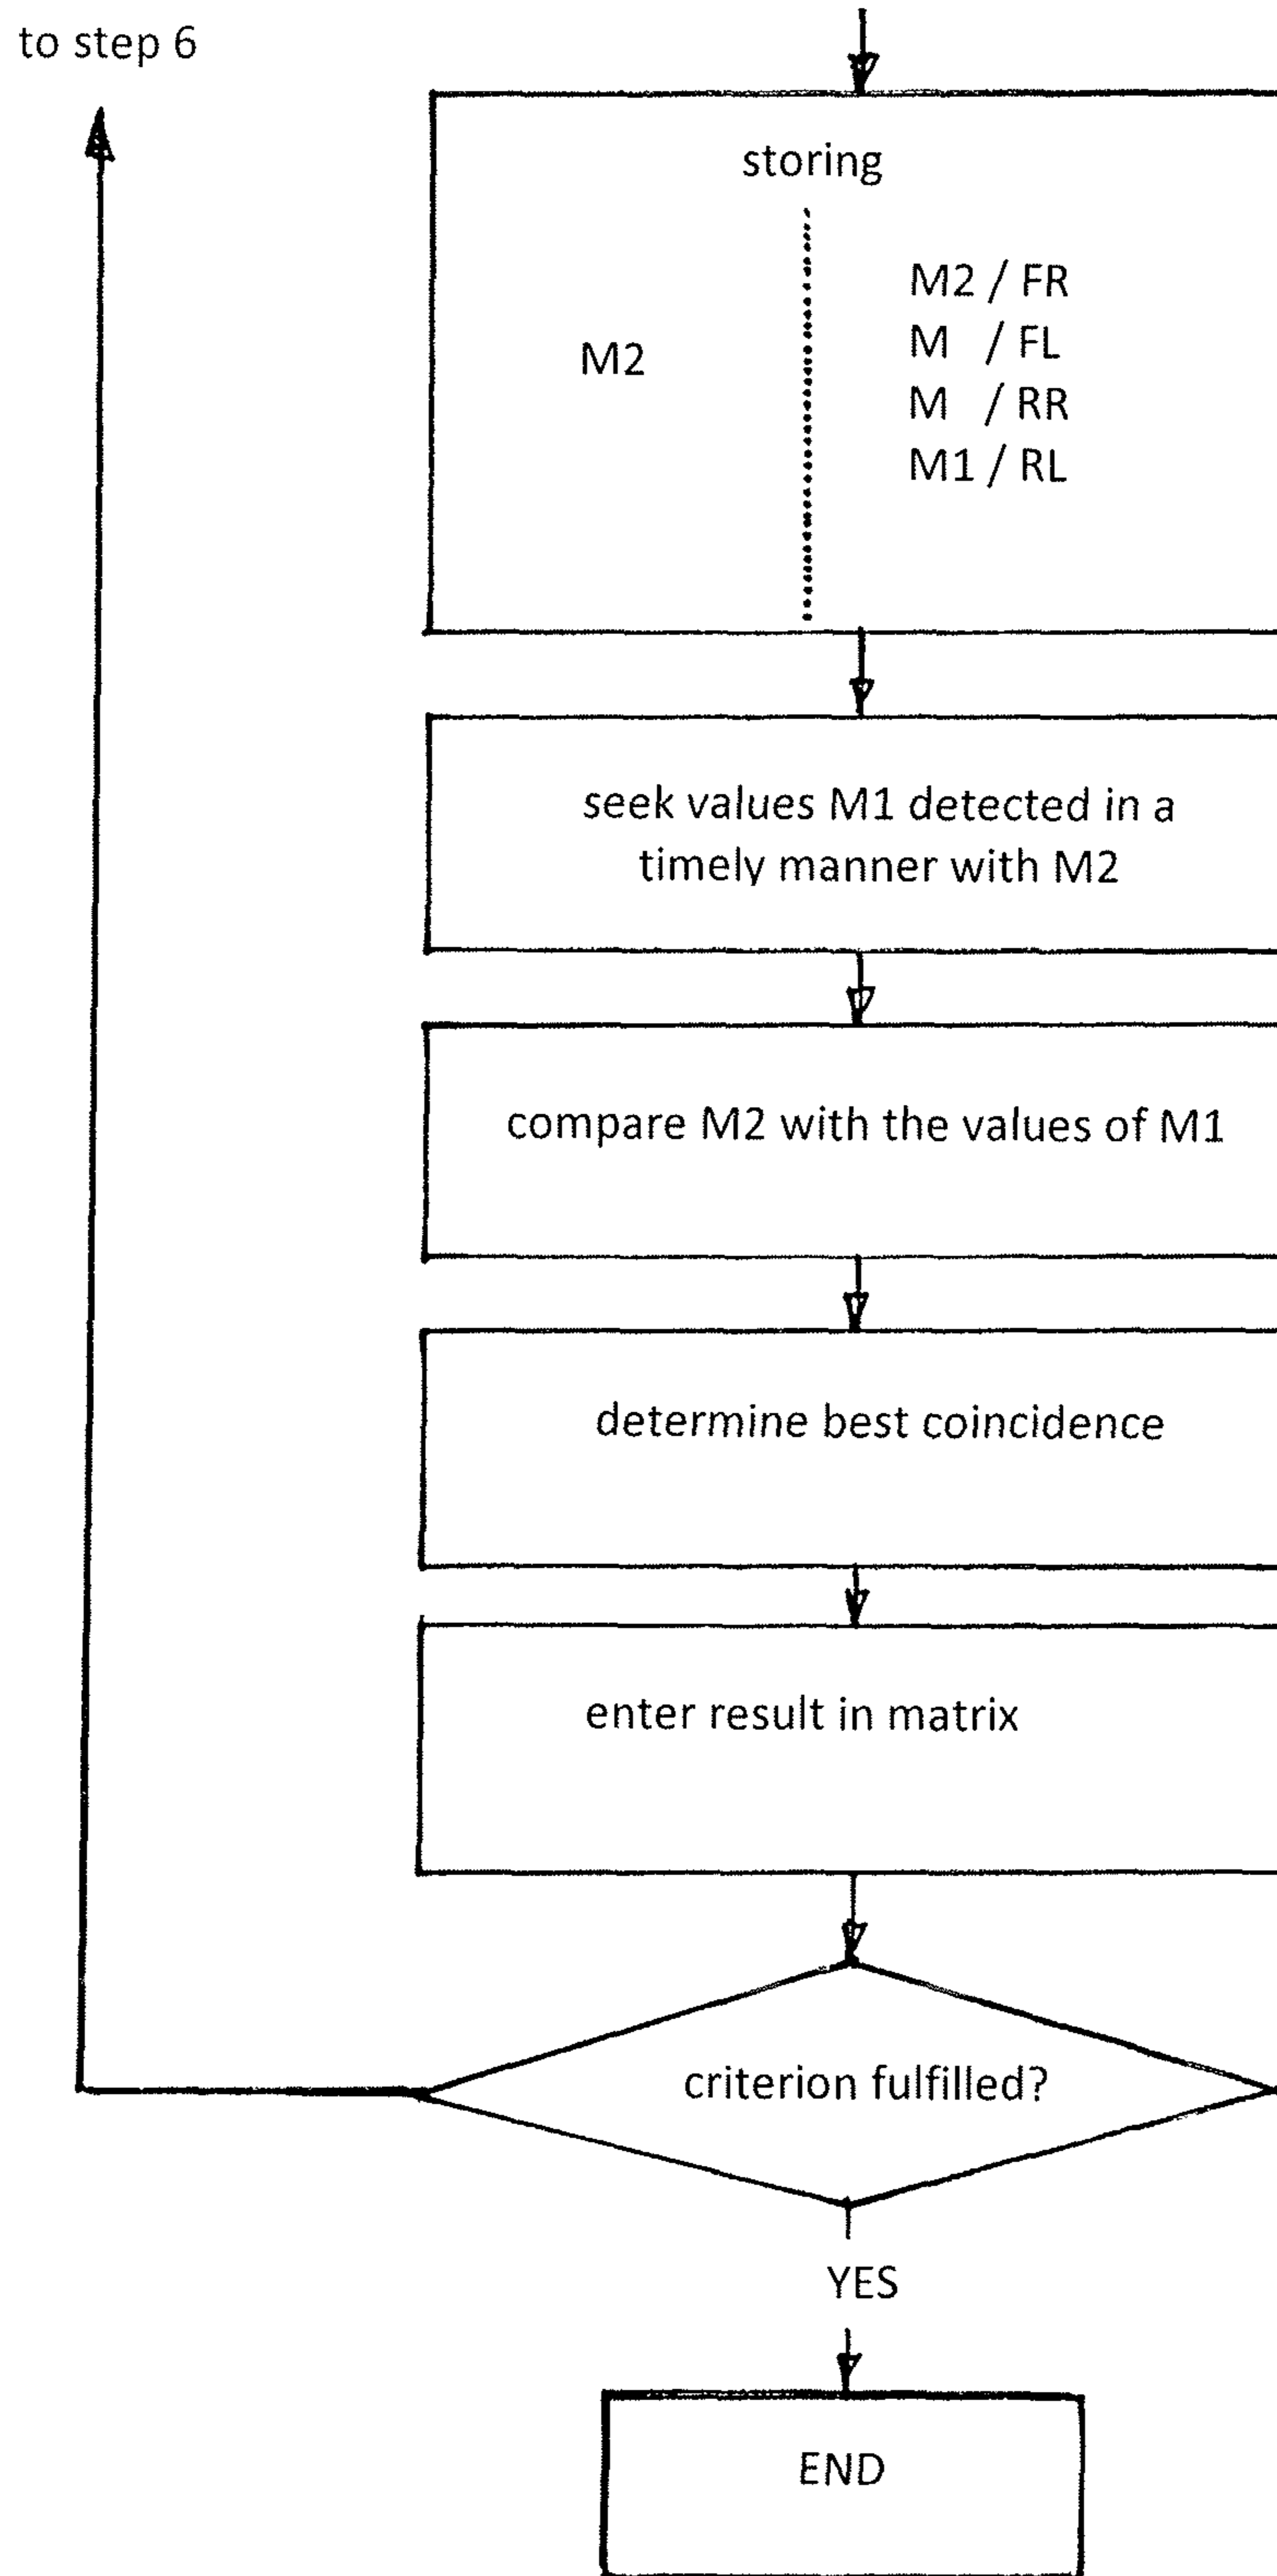 to step 6
storing
M2
M2 / FR
M / FL
M / RR
M1 / RL
seek values M1 detected in a
timely manner with M2
compare M2 with the values of M1
determine best coincidence
enter result in matrix
criterion fulfilled?
YES
END